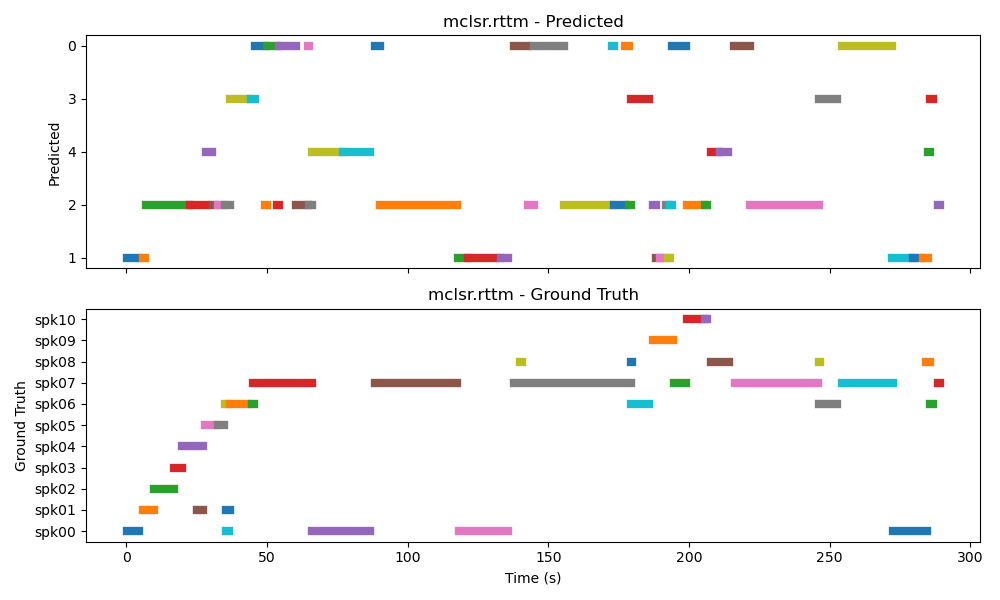 mclsr.rttm - Predicted
Predicted
0
3
4
2
1
mclsr.rttm - Ground Truth
Ground Truth
spk10
spk09
spk08
spk07
spk06
spk05
spk04
spk03
spk02
spk01
spk00
0 50 100 150 200 250 300
Time (s)